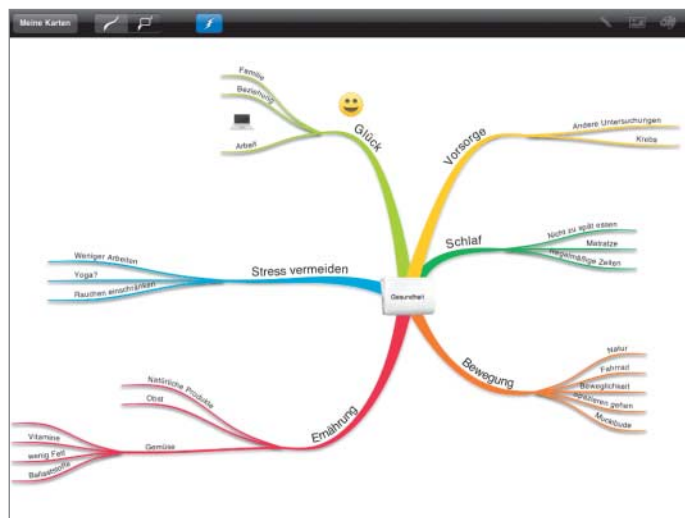 Meine Karten
Familie
Beziehung
Arbeit
Glück
Vorsorge
Andere Untersuchungen
Krebs
Schlaf
Nicht zu spät essen
Matratze
Regelmäßige Zeiten
Stress vermeiden
Weniger Arbeiten
Yoga?
Rauchen einschränken
Gesundheit
Bewegung
Natur
Fahrrad
Beweglichkeit
Spazieren gehen
Muckibude
Ernährung
Natürliche Produkte
Obst
Gemüse
Vitamine
wenig Fett
Ballaststoffe